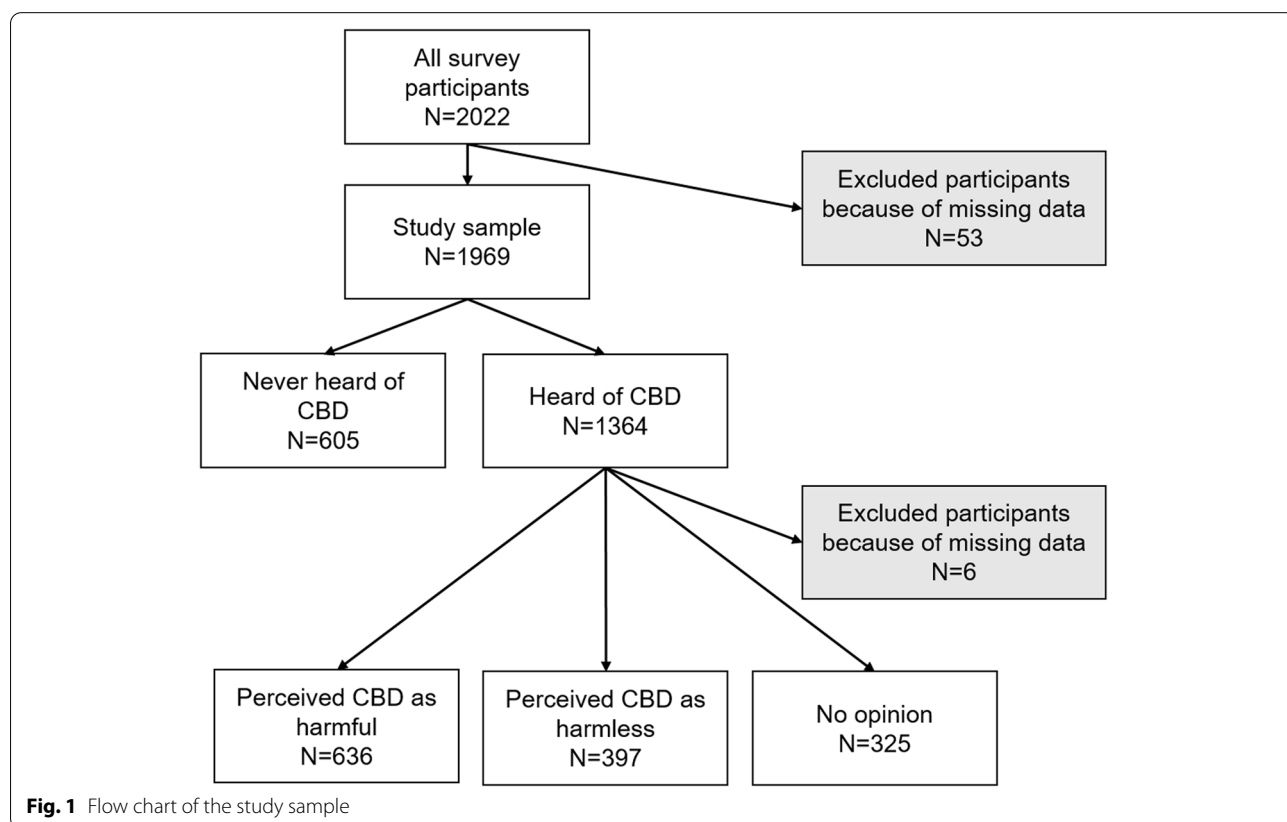 All survey
participants
N=2022
Excluded participants
because of missing data
N=53
Study sample
N=1969
Never heard of
CBD
N=605
Heard of CBD
N=1364
Excluded participants
because of missing data
N=6
Perceived CBD as
harmful
N=636
Perceived CBD as
harmless
N=397
No opinion
N=325
Fig. 1 Flow chart of the study sample